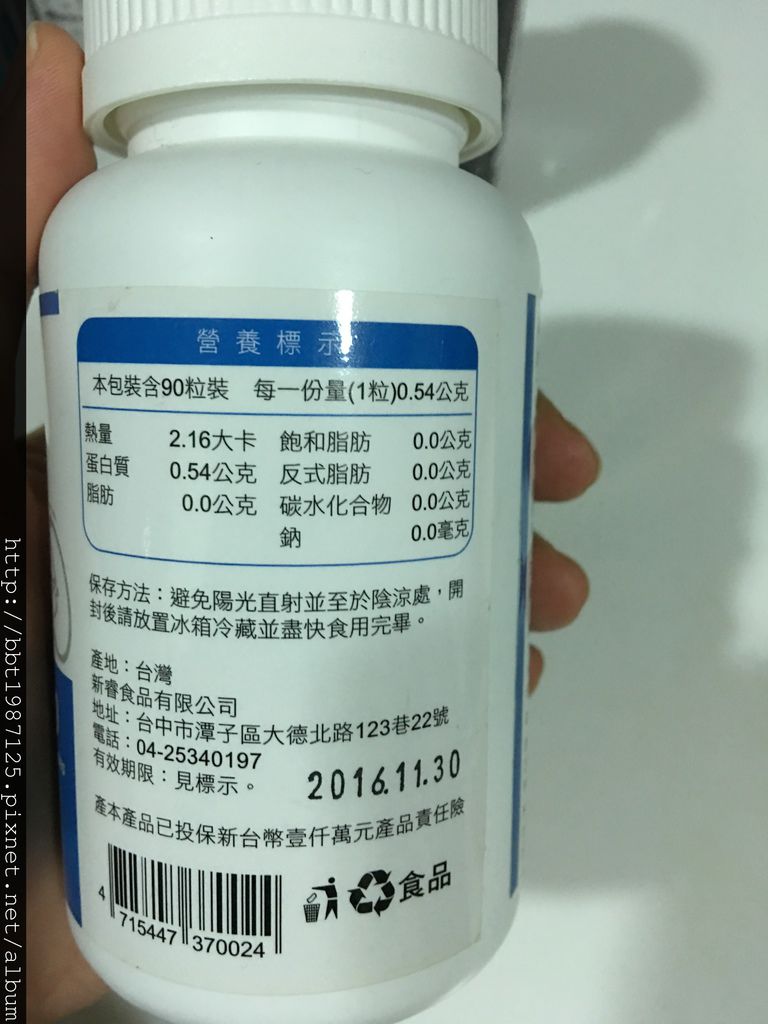 營養標示
本包裝含90粒裝 每一份量(1粒)0.54公克
熱量 2.16大卡 飽和脂肪 0.0公克
蛋白質 0.54公克 反式脂肪 0.0公克
脂肪 0.0公克 碳水化合物 0.0公克
鈉 0.0毫克
保存方法：避免陽光直射並至於陰涼處，開
封後請放置冰箱冷藏並盡快食用完畢。
產地：台灣
新睿食品有限公司
地址：台中市潭子區大德北路123巷22號
電話：04-25340197
有效期限：見標示。 2016.11.30
產本產品已投保新台幣壹仟萬元產品責任險
食品
4 715447 370024
http://bbt1987125.pixnet.net/album